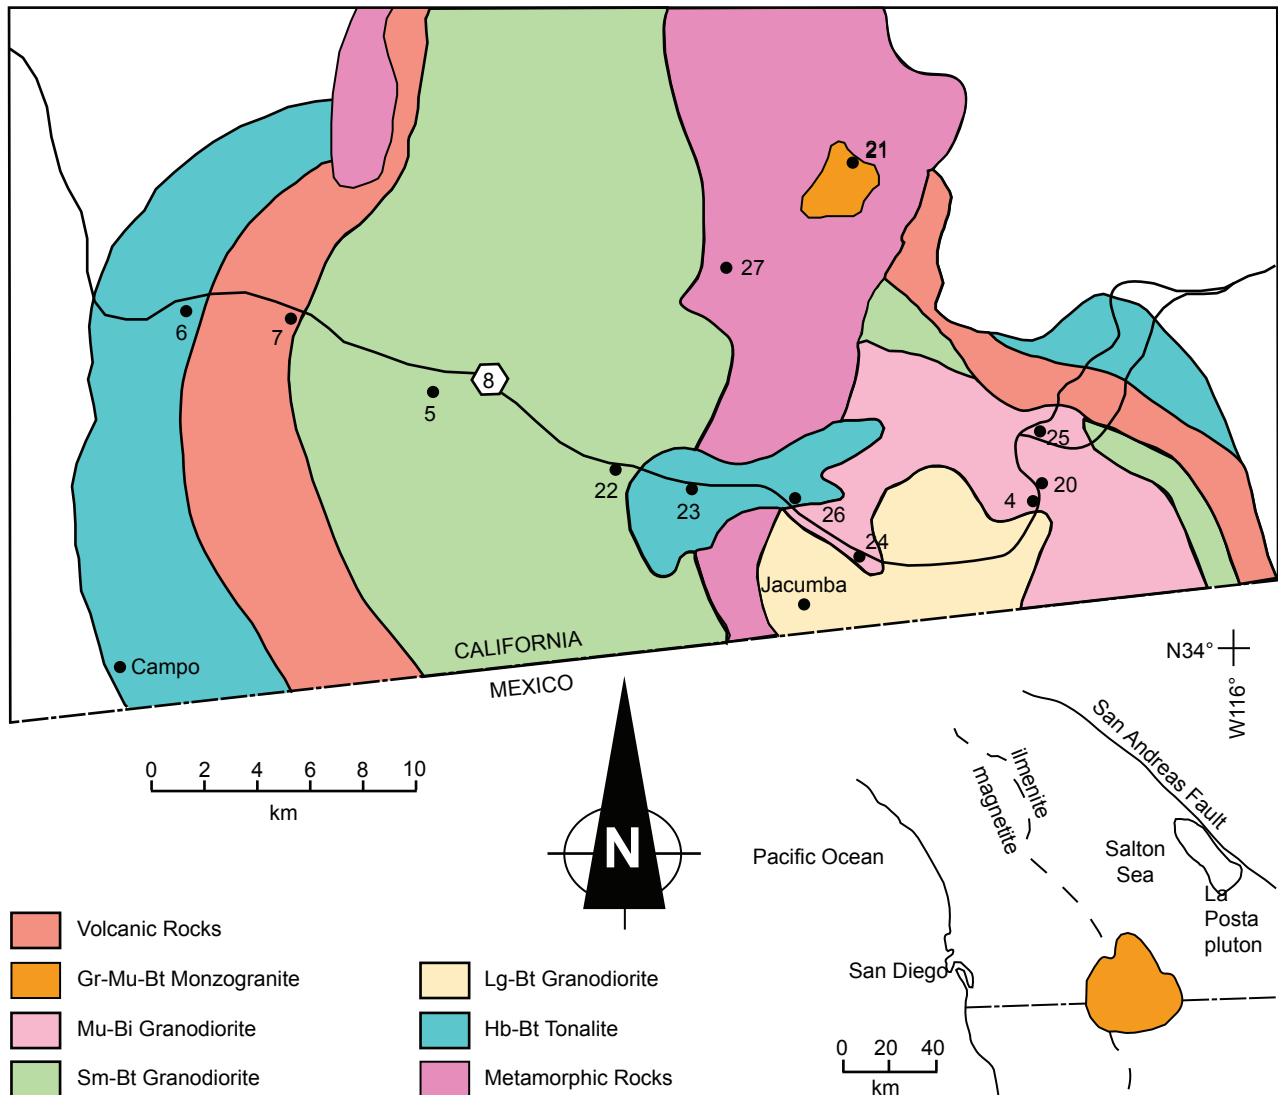 21
27
6
7
8
5
22
23
26
25
20
4
24
Jacumba
CALIFORNIA
MEXICO
Campo
N34°
W116°
0 2 4 6 8 10
km
N
San Andreas Fault
ilmenite
magnetite
Pacific Ocean
Salton
Sea
La
Posta
pluton
San Diego
0 20 40
km
Volcanic Rocks
Gr-Mu-Bt Monzogranite
Mu-Bi Granodiorite
Sm-Bt Granodiorite
Lg-Bt Granodiorite
Hb-Bt Tonalite
Metamorphic Rocks